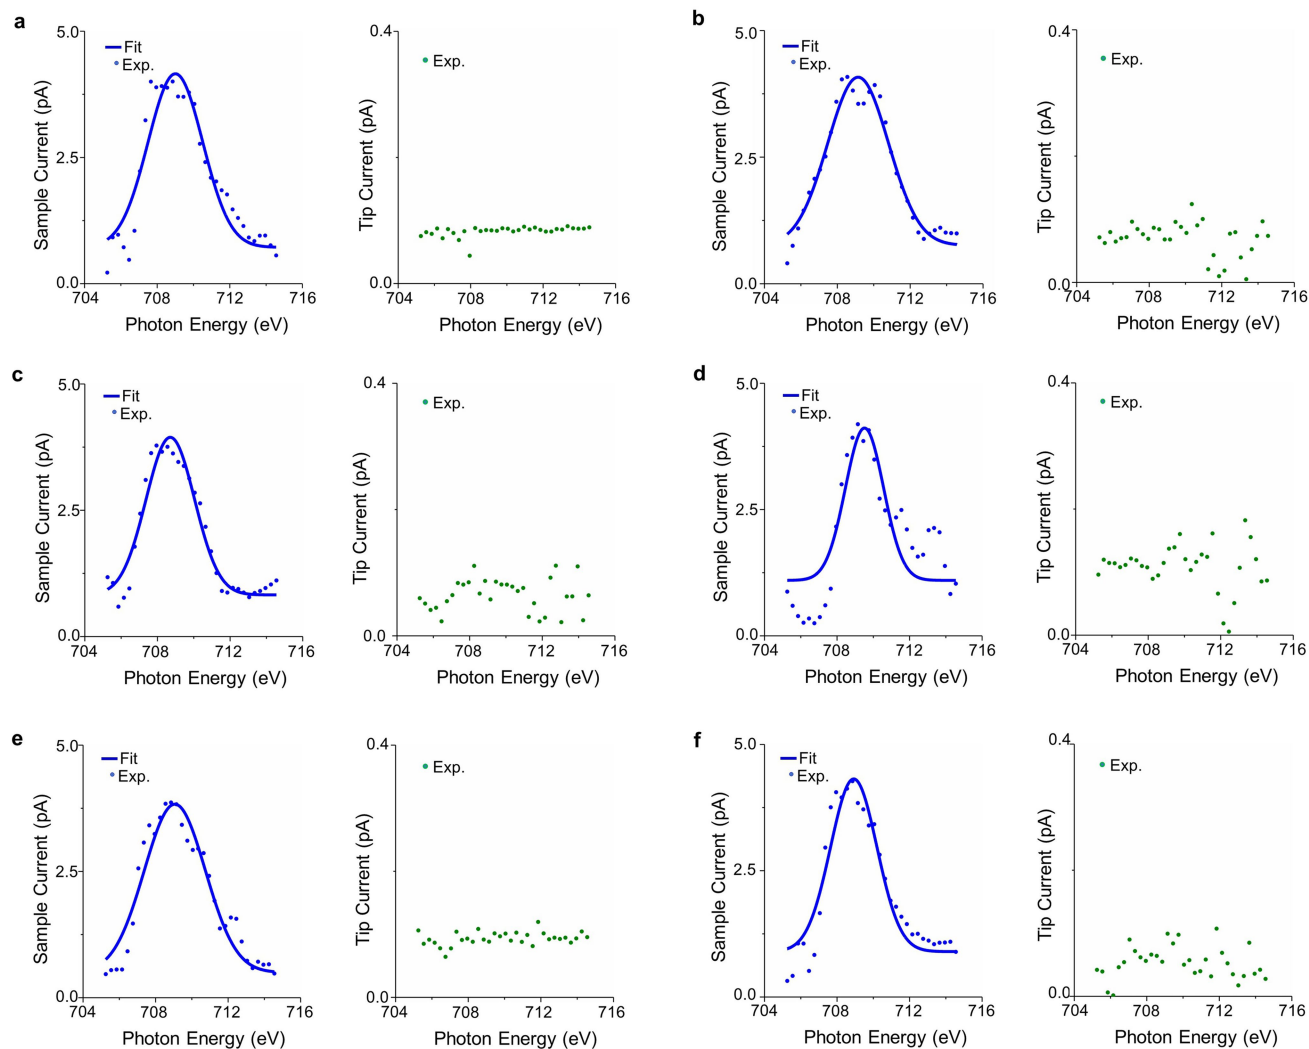 a
Sample Current (pA)
5.0
2.5
0.0
Fit
Exp.
704
708
712
716
Photon Energy (eV)
Tip Current (pA)
0.4
0.0
Exp.
704
708
712
716
Photon Energy (eV)
b
Sample Current (pA)
5.0
2.5
0.0
Fit
Exp.
704
708
712
716
Photon Energy (eV)
Tip Current (pA)
0.4
0.0
Exp.
704
708
712
716
Photon Energy (eV)
c
Sample Current (pA)
5.0
2.5
0.0
Fit
Exp.
704
708
712
716
Photon Energy (eV)
Tip Current (pA)
0.4
0.0
Exp.
704
708
712
716
Photon Energy (eV)
d
Sample Current (pA)
5.0
2.5
0.0
Fit
Exp.
704
708
712
716
Photon Energy (eV)
Tip Current (pA)
0.4
0.0
Exp.
704
708
712
716
Photon Energy (eV)
e
Sample Current (pA)
5.0
2.5
0.0
Fit
Exp.
704
708
712
716
Photon Energy (eV)
Tip Current (pA)
0.4
0.0
Exp.
704
708
712
716
Photon Energy (eV)
f
Sample Current (pA)
5.0
2.5
0.0
Fit
Exp.
704
708
712
716
Photon Energy (eV)
Tip Current (pA)
0.4
0.0
Exp.
704
708
712
716
Photon Energy (eV)